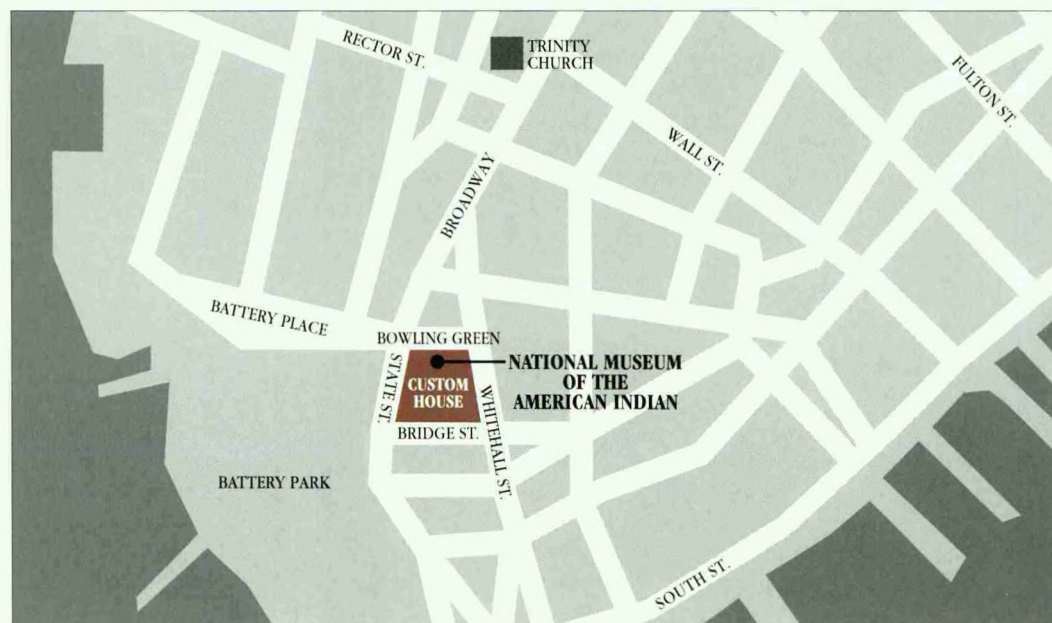 RECTOR ST.
TRINITY
CHURCH
FULTON ST.
WALL ST.
BROADWAY
BATTERY PLACE
BOWLING GREEN
STATE ST.
CUSTOM
HOUSE
NATIONAL MUSEUM
OF THE
AMERICAN INDIAN
WHITEHALL ST.
BRIDGE ST.
BATTERY PARK
SOUTH ST.